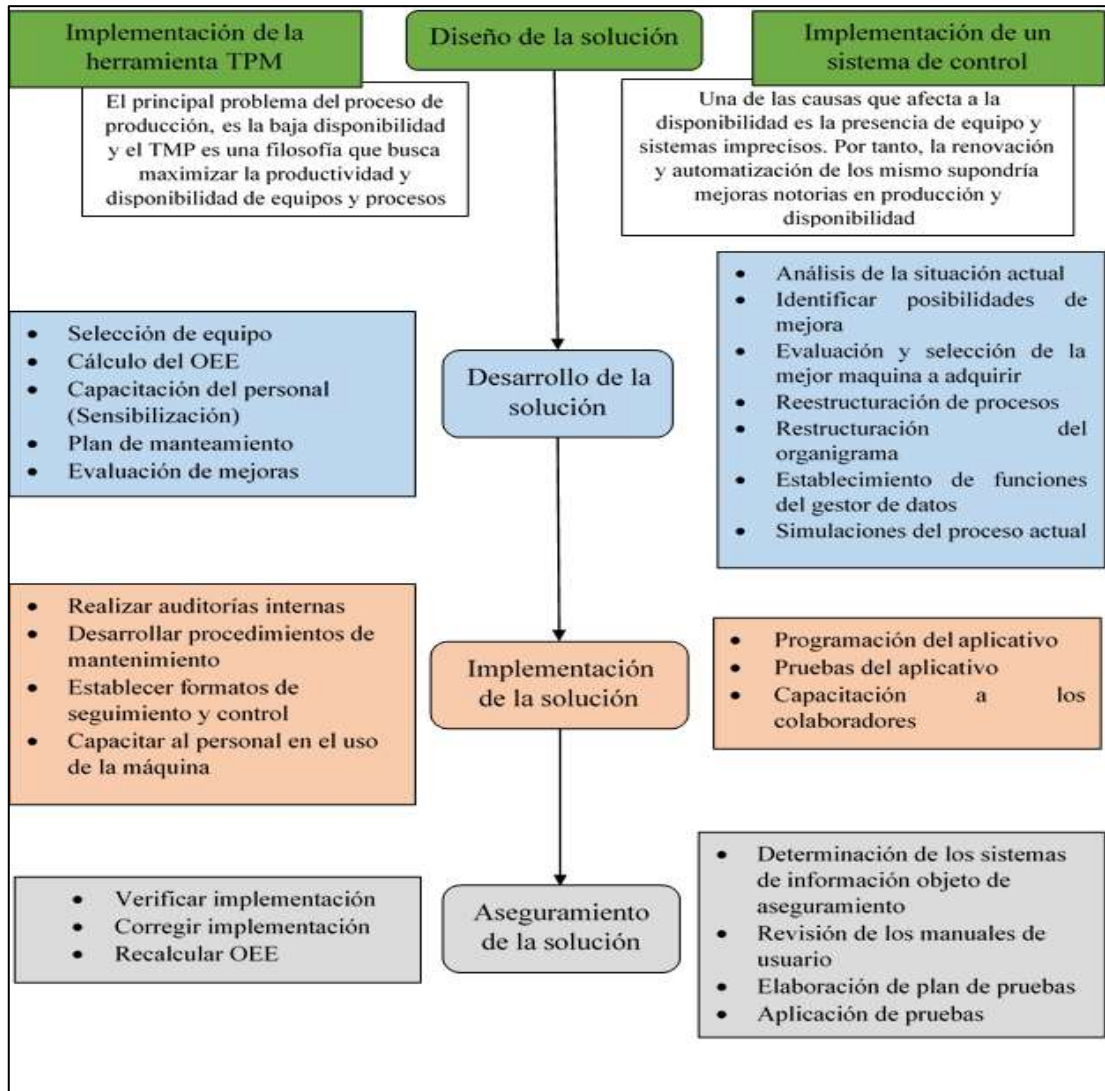 Implementación de la
herramienta TPM
Diseño de la solución
Implementación de un
sistema de control
El principal problema del proceso de
producción, es la baja disponibilidad
y el TMP es una filosofía que busca
maximizar la productividad y
disponibilidad de equipos y procesos
Una de las causas que afecta a la
disponibilidad es la presencia de equipo y
sistemas imprecisos. Por tanto, la renovación
y automatización de los mismo supondría
mejoras notorias en producción y
disponibilidad
• Selección de equipo
• Cálculo del OEE
• Capacitación del personal
(Sensibilización)
• Plan de manteamiento
• Evaluación de mejoras
Desarrollo de la
solución
• Análisis de la situación actual
• Identificar posibilidades de
mejora
• Evaluación y selección de la
mejor maquina a adquirir
• Reestructuración de procesos
• Restructuración del
organigrama
• Establecimiento de funciones
del gestor de datos
• Simulaciones del proceso actual
• Realizar auditorías internas
• Desarrollar procedimientos de
mantenimiento
• Establecer formatos de
seguimiento y control
• Capacitar al personal en el uso
de la máquina
Implementación
de la solución
• Programación del aplicativo
• Pruebas del aplicativo
• Capacitación a los
colaboradores
• Verificar implementación
• Corregir implementación
• Recalcular OEE
Aseguramiento
de la solución
• Determinación de los sistemas
de información objeto de
aseguramiento
• Revisión de los manuales de
usuario
• Elaboración de plan de pruebas
• Aplicación de pruebas